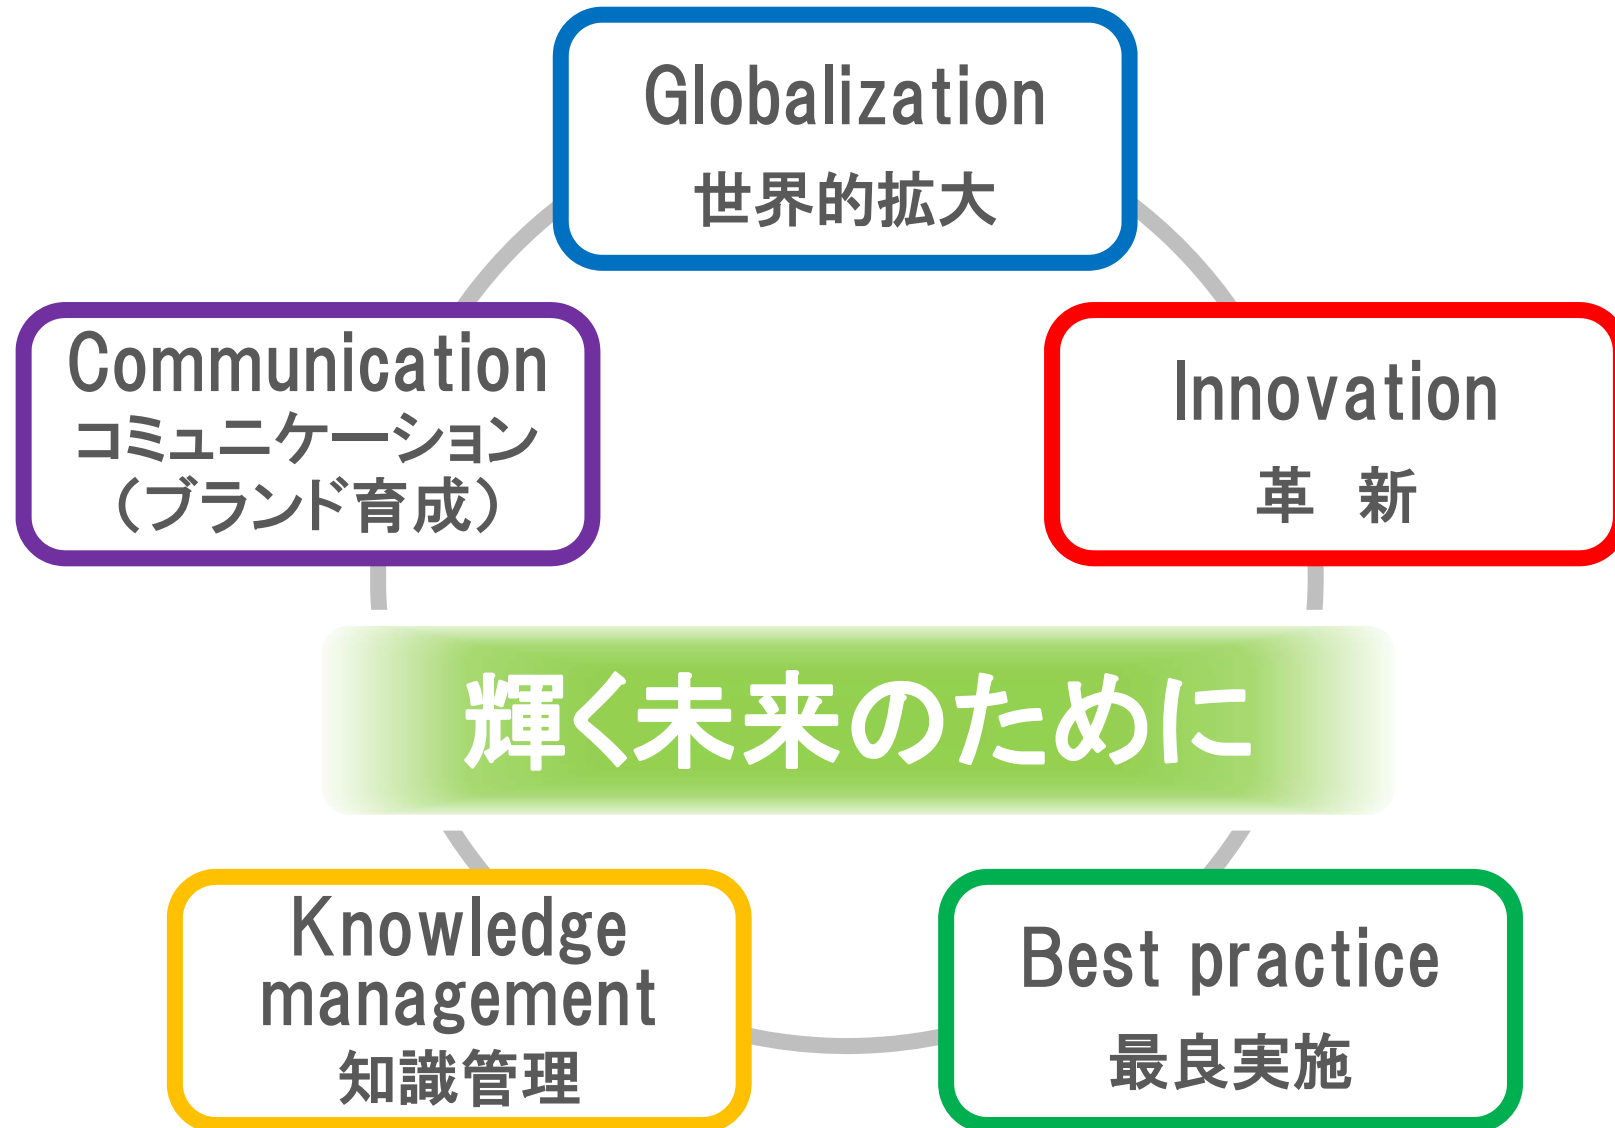 Globalization
世界的拡大
Communication
コミュニケーション
（ブランド育成）
Innovation
革　新
輝く未来のために
Knowledge
management
知識管理
Best practice
最良実施